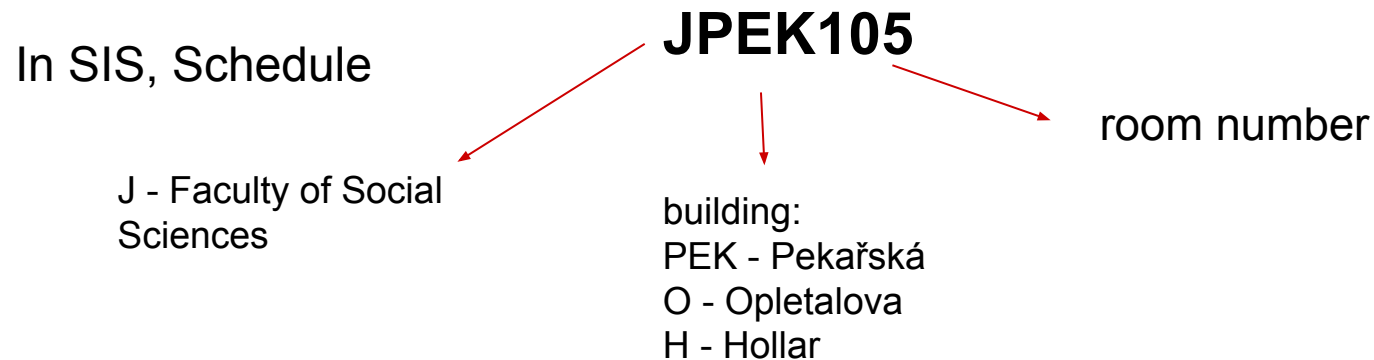 JPEK105
In SIS, Schedule
room number
J - Faculty of Social
Sciences
building:
PEK - Pekařská
O - Opletalova
H - Hollar